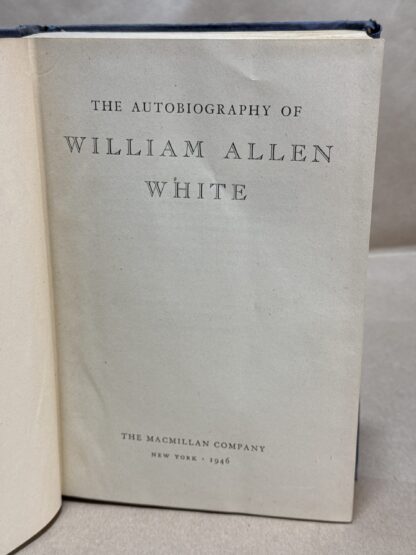 THE AUTOBIOGRAPHY OF
WILLIAM ALLEN
WHITE
THE MACMILLAN COMPANY
NEW YORK · 1946